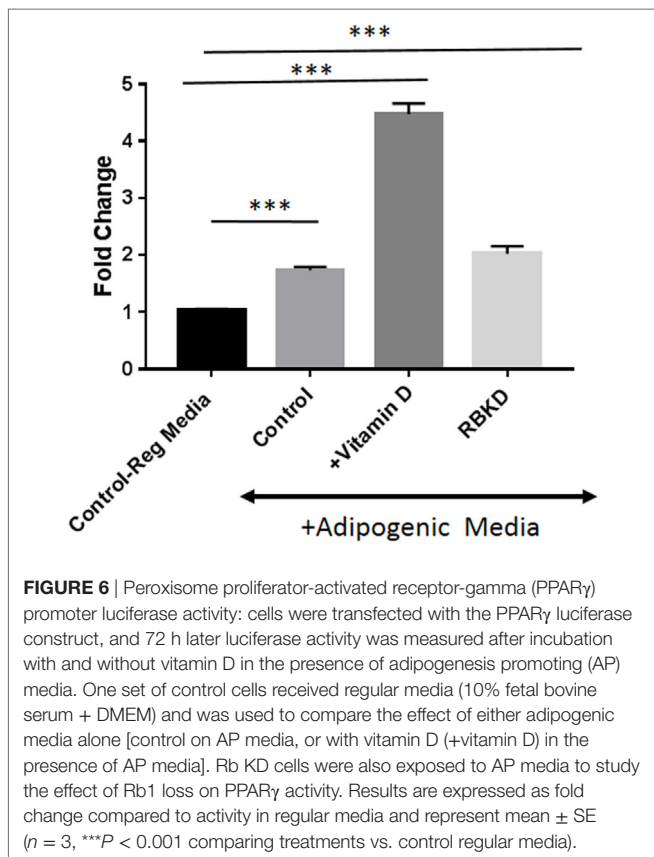 ***
***
***
5
4
3
2
1
0
Fold Change
Control-Reg Media
Control
+Vitamin D
RBKD
+Adipogenic Media
FIGURE 6 | Peroxisome proliferator-activated receptor-gamma (PPARγ)
promoter luciferase activity: cells were transfected with the PPARγ luciferase
construct, and 72 h later luciferase activity was measured after incubation
with and without vitamin D in the presence of adipogenesis promoting (AP)
media. One set of control cells received regular media (10% fetal bovine
serum + DMEM) and was used to compare the effect of either adipogenic
media alone [control on AP media, or with vitamin D (+vitamin D) in the
presence of AP media]. Rb KD cells were also exposed to AP media to study
the effect of Rb1 loss on PPARγ activity. Results are expressed as fold
change compared to activity in regular media and represent mean ± SE
(n = 3, ***P < 0.001 comparing treatments vs. control regular media).